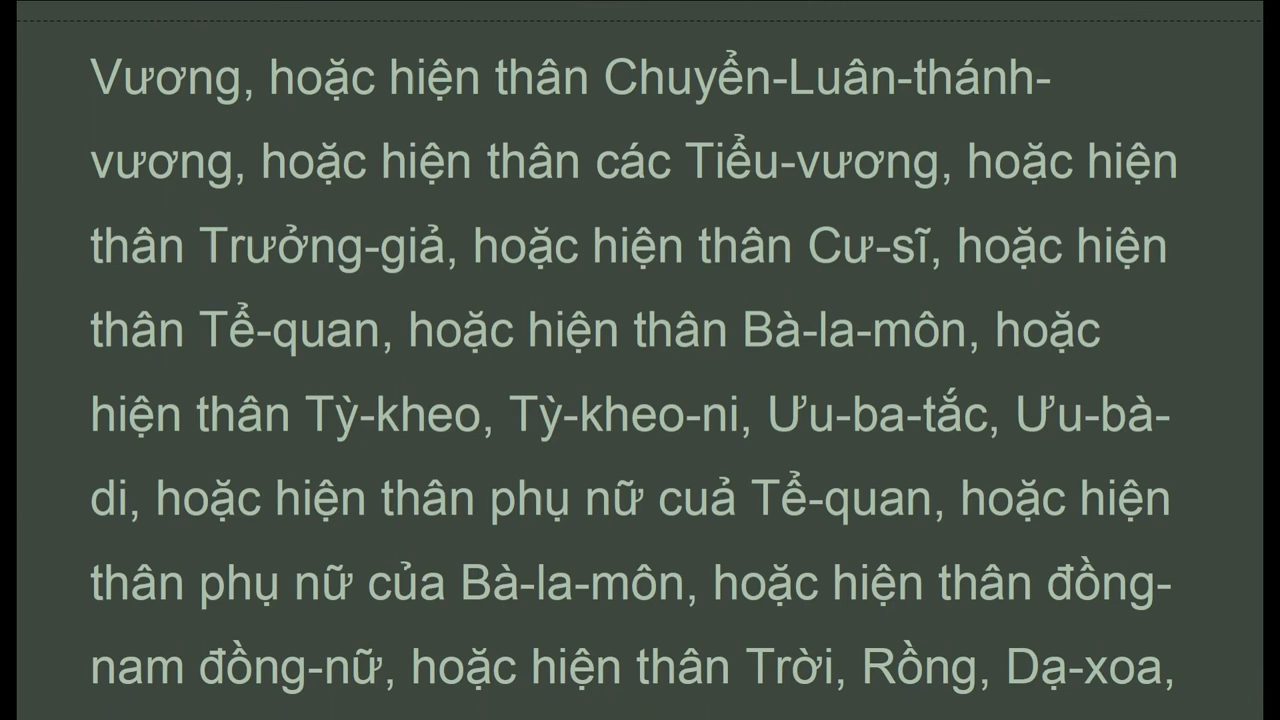 Vương, hoặc hiện thân Chuyển-Luân-thánh-
vương, hoặc hiện thân các Tiểu-vương, hoặc hiện
thân Trưởng-giả, hoặc hiện thân Cư-sĩ, hoặc hiện
thân Tể-quan, hoặc hiện thân Bà-la-môn, hoặc
hiện thân Tỳ-kheo, Tỳ-kheo-ni, Ưu-ba-tắc, Ưu-bà-
di, hoặc hiện thân phụ nữ cuả Tể-quan, hoặc hiện
thân phụ nữ của Bà-la-môn, hoặc hiện thân đồng-
nam đồng-nữ, hoặc hiện thân Trời, Rồng, Dạ-xoa,